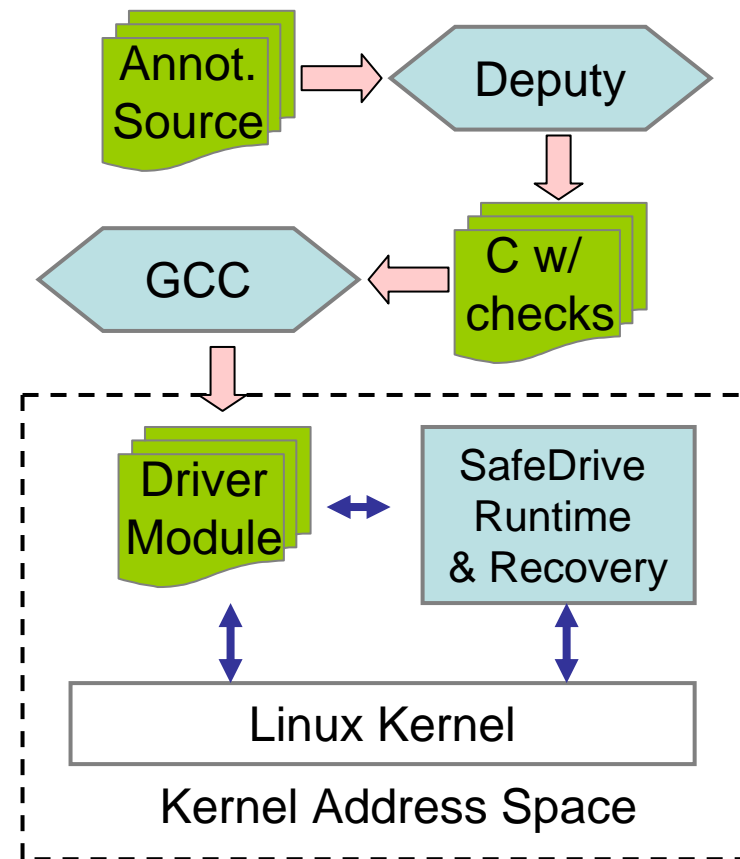 Annot.
Source
Deputy
GCC
C w/
checks
Driver
Module
SafeDrive
Runtime
& Recovery
Linux Kernel
Kernel Address Space